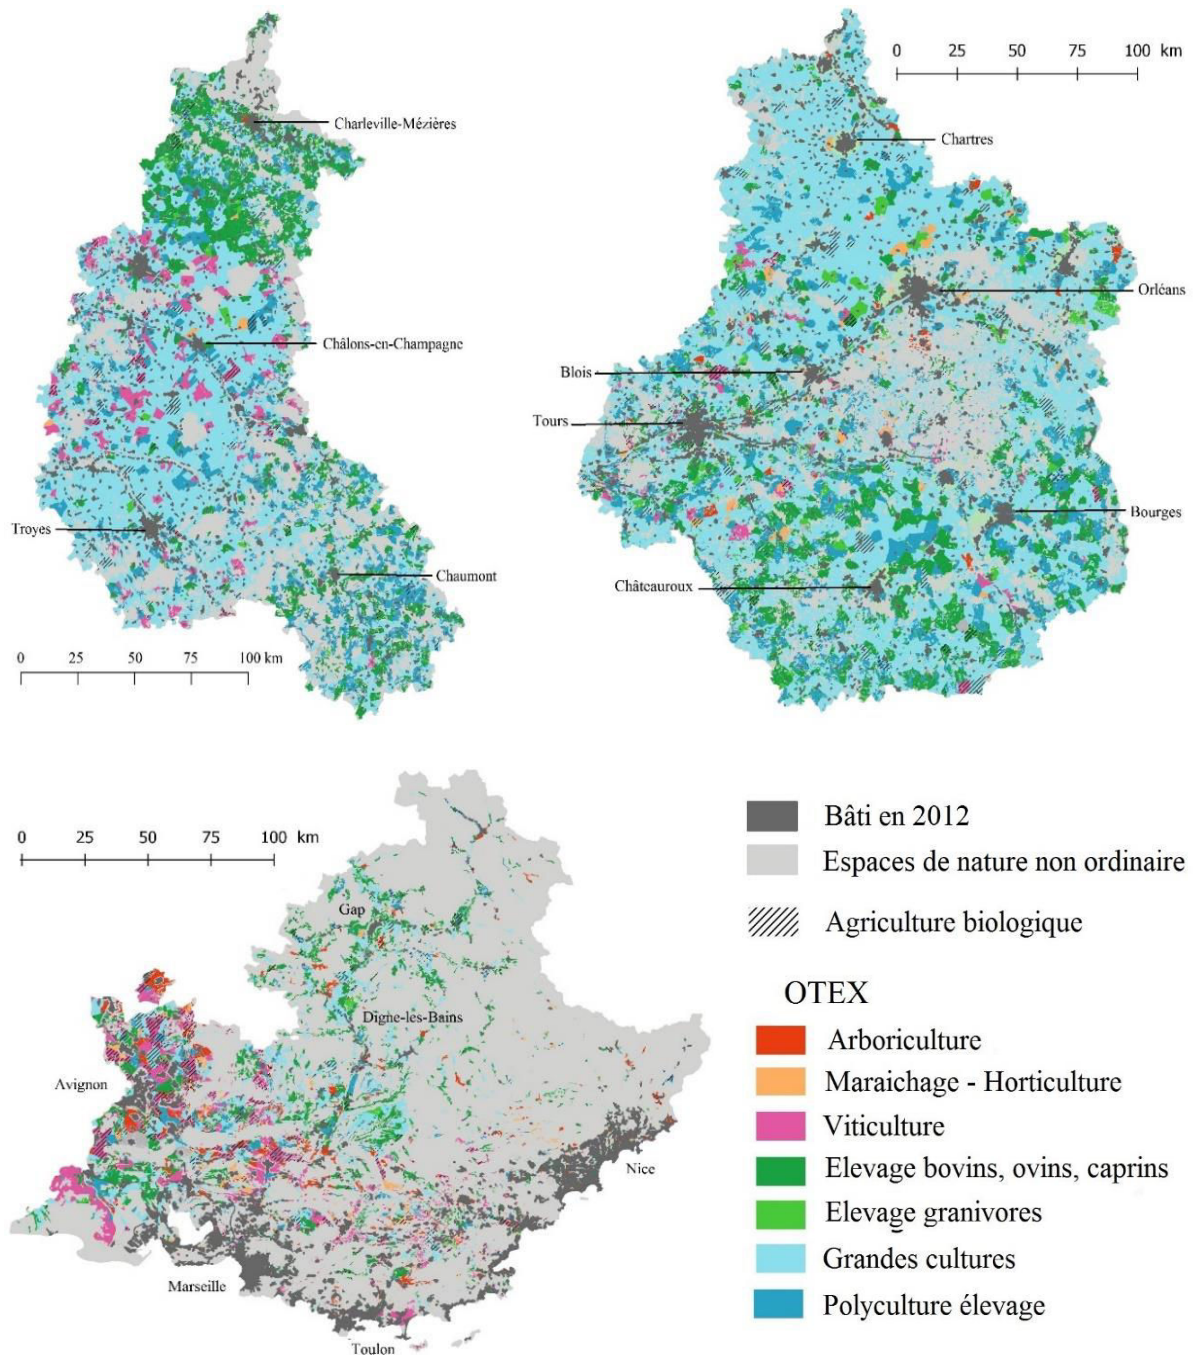 Charleville-Mézières
Châlons-en-Champagne
Troyes
Chaumont
0 25 50 75 100 km
0 25 50 75 100 km
Chartres
Orléans
Blois
Tours
Bourges
Châteauroux
0 25 50 75 100 km
Gap
Digne-les-Bains
Avignon
Nice
Marseille
Toulon
Bâti en 2012
Espaces de nature non ordinaire
Agriculture biologique
OTEX
Arboriculture
Maraichage - Horticulture
Viticulture
Elevage bovins, ovins, caprins
Elevage granivores
Grandes cultures
Polyculture élevage